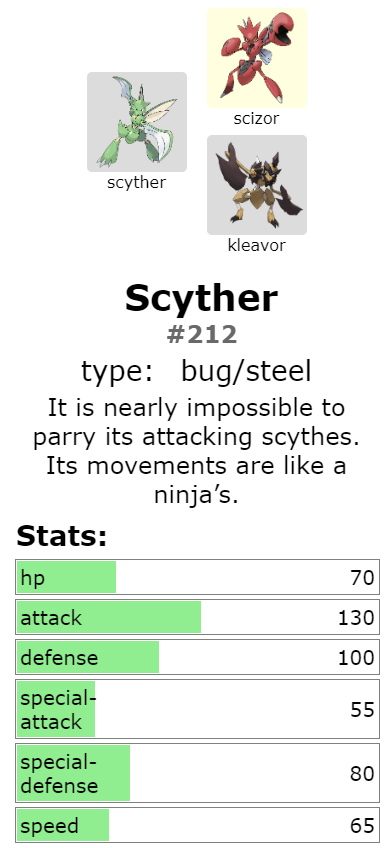 scizor
scyther
kleavor
Scyther
#212
type: bug/steel
It is nearly impossible to
parry its attacking scythes.
Its movements are like a
ninja’s.
Stats:
hp 70
attack 130
defense 100
special-
attack 55
special-
defense 80
speed 65